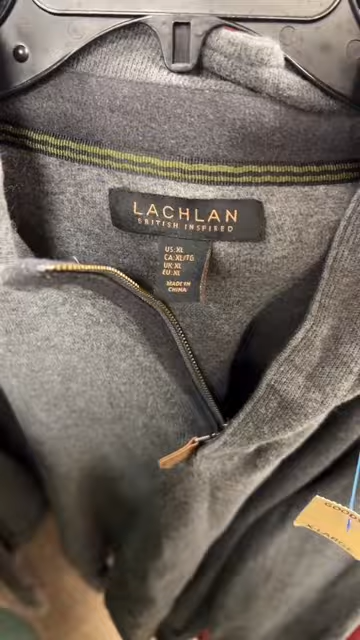 LACHLAN
BRITISH INSPIRED
US: XL
CA: XL/TG
UK: XL
EU: XL
MADE IN
CHINA